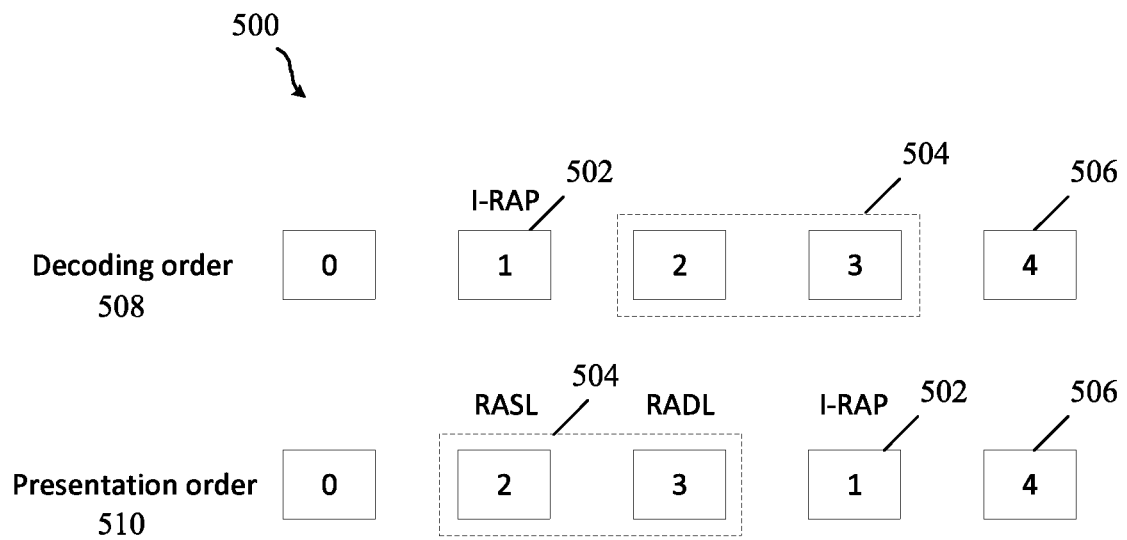 500
504
502
506
I-RAP
Decoding order 0 1 2 3 4
508
504
502
506
RASL RADL I-RAP
Presentation order 0 2 3 1 4
510